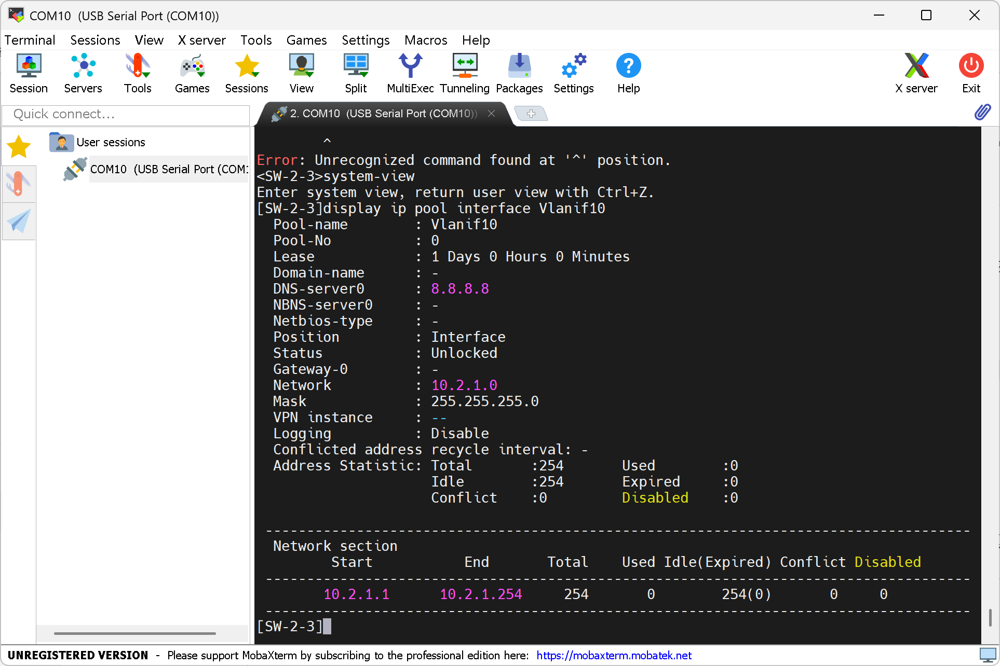 COM10  (USB Serial Port (COM10))
Terminal Sessions View X server Tools Games Settings Macros Help
Session Servers Tools Games Sessions View Split MultiExec Tunneling Packages Settings Help X server Exit
Quick connect...
2. COM10  (USB Serial Port (COM10))
User sessions
COM10  (USB Serial Port (COM1
^
Error: Unrecognized command found at '^' position.
<SW-2-3>system-view
Enter system view, return user view with Ctrl+Z.
[SW-2-3]display ip pool interface Vlanif10
Pool-name        : Vlanif10
Pool-No          : 0
Lease            : 1 Days 0 Hours 0 Minutes
Domain-name      : -
DNS-server0      : 8.8.8.8
NBNS-server0     : -
Netbios-type     : -
Position         : Interface
Status           : Unlocked
Gateway-0        : -
Network          : 10.2.1.0
Mask             : 255.255.255.0
VPN instance     : --
Logging          : Disable
Conflicted address recycle interval: -
Address Statistic: Total       :254       Used        :0
Idle        :254       Expired     :0
Conflict    :0         Disabled    :0
-------------------------------------------------------------------------------------
Network section
Start           End       Total    Used Idle(Expired) Conflict Disabled
-------------------------------------------------------------------------------------
10.2.1.1      10.2.1.254     254       0        254(0)       0     0
-------------------------------------------------------------------------------------
[SW-2-3]
UNREGISTERED VERSION - Please support MobaXterm by subscribing to the professional edition here: https://mobaxterm.mobatek.net